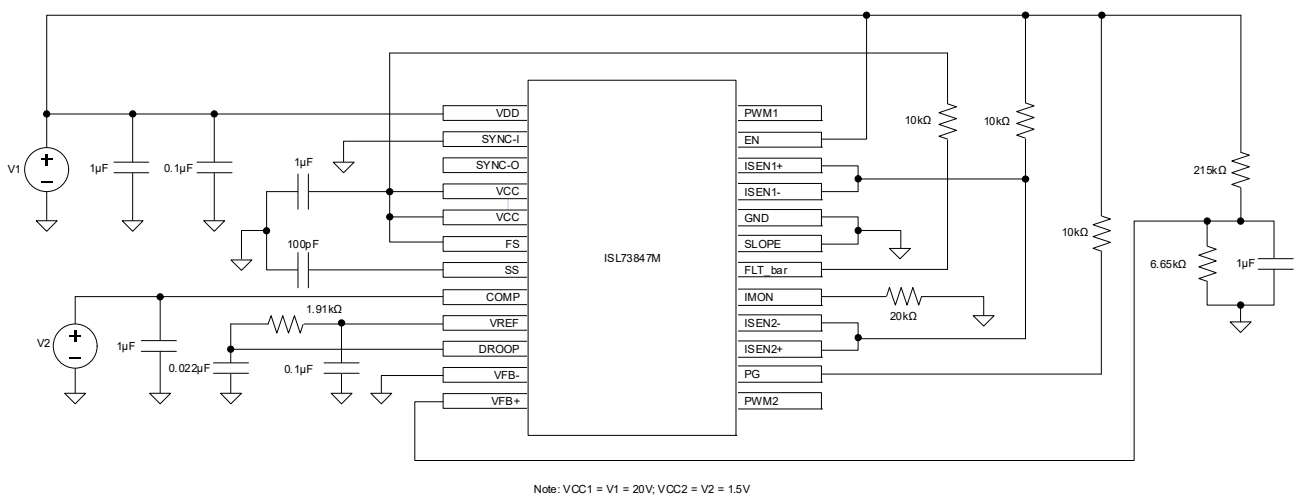 VDD
SYNC-I
SYNC-O
VCC
VCC
FS
SS
COMP
VREF
DROOP
VFB-
VFB+
ISL73847M
PWM1
EN
ISEN1+
ISEN1-
GND
SLOPE
FLT_bar
IMON
ISEN2-
ISEN2+
PG
PWM2
V1
1µF
0.1µF
1µF
100pF
V2
1µF
1.91kΩ
0.022µF
0.1µF
10kΩ
10kΩ
10kΩ
20kΩ
215kΩ
6.65kΩ
1µF
Note: VCC1 = V1 = 20V; VCC2 = V2 = 1.5V